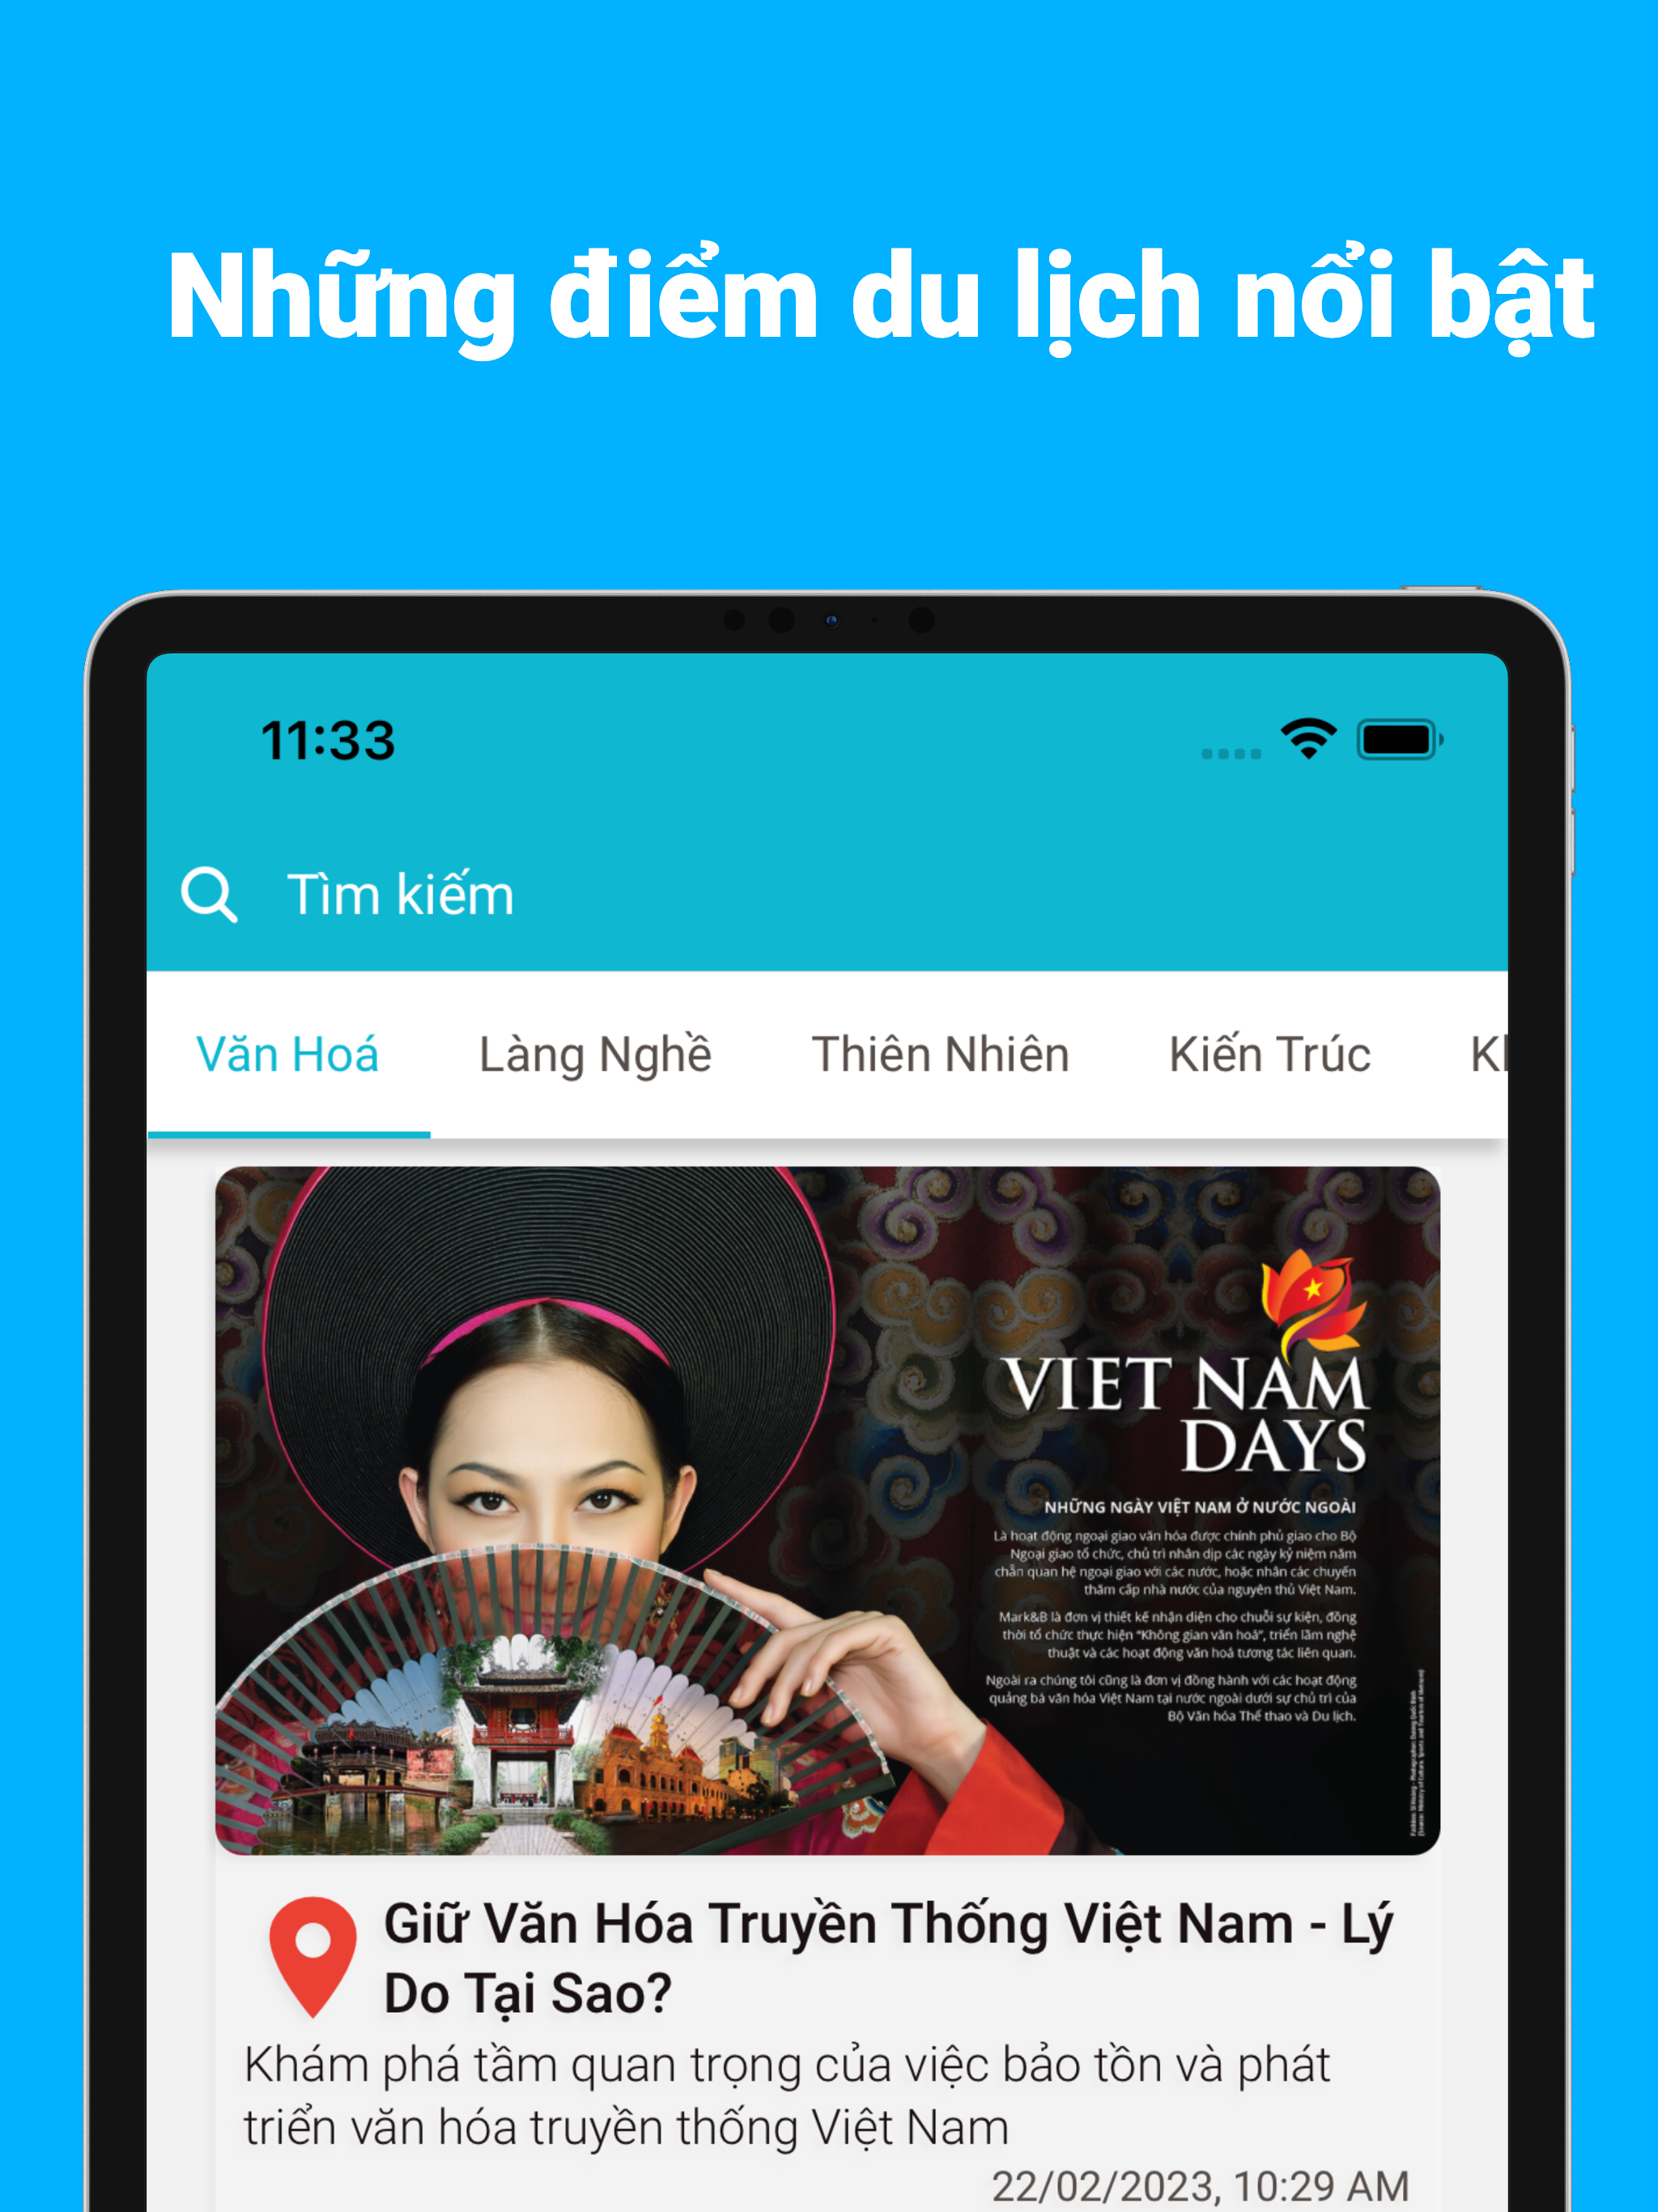 Những điểm du lịch nổi bật
11:33
Tìm kiếm
Văn Hoá Làng Nghề Thiên Nhiên Kiến Trúc
VIET NAM
DAYS
NHỮNG NGÀY VIỆT NAM Ở NƯỚC NGOÀI
Là hoạt động ngoại giao văn hóa được chính phủ giao cho Bộ
Ngoại giao tổ chức, chủ trì nhân dịp các ngày kỷ niệm năm
chẵn quan hệ ngoại giao với các nước, hoặc nhân các chuyến
thăm cấp nhà nước của nguyên thủ Việt Nam.
Mark&B là đơn vị thiết kế nhận diện cho chuỗi sự kiện, đồng
thời tổ chức thực hiện “Không gian văn hoá”, triển lãm nghệ
thuật và các hoạt động văn hoá tương tác liên quan.
Ngoài ra chúng tôi cũng là đơn vị đồng hành với các hoạt động
quảng bá văn hóa Việt Nam tại nước ngoài dưới sự chủ trì của
Bộ Văn hóa Thể thao và Du lịch.
Giữ Văn Hóa Truyền Thống Việt Nam - Lý
Do Tại Sao?
Khám phá tầm quan trọng của việc bảo tồn và phát
triển văn hóa truyền thống Việt Nam
22/02/2023, 10:29 AM